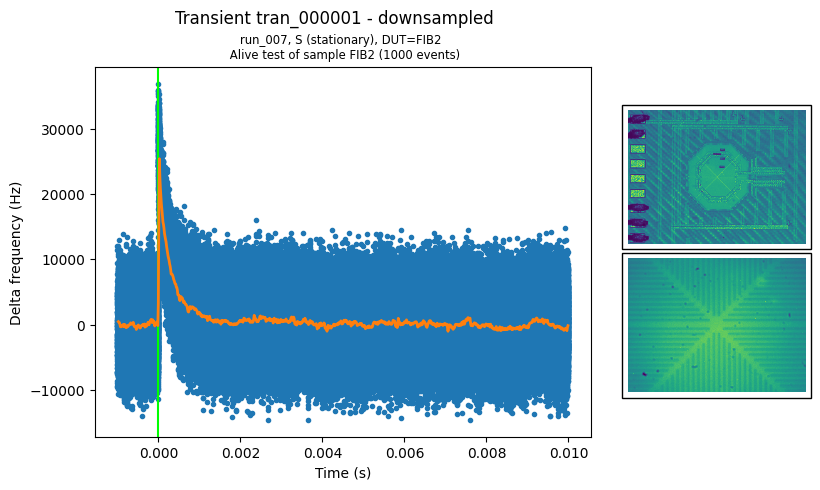 Transient tran_000001 - downsampled
run_007, S (stationary), DUT=FIB2
Alive test of sample FIB2 (1000 events)
Delta frequency (Hz)
30000
20000
10000
0
−10000
0.000
0.002
0.004
0.006
0.008
0.010
Time (s)